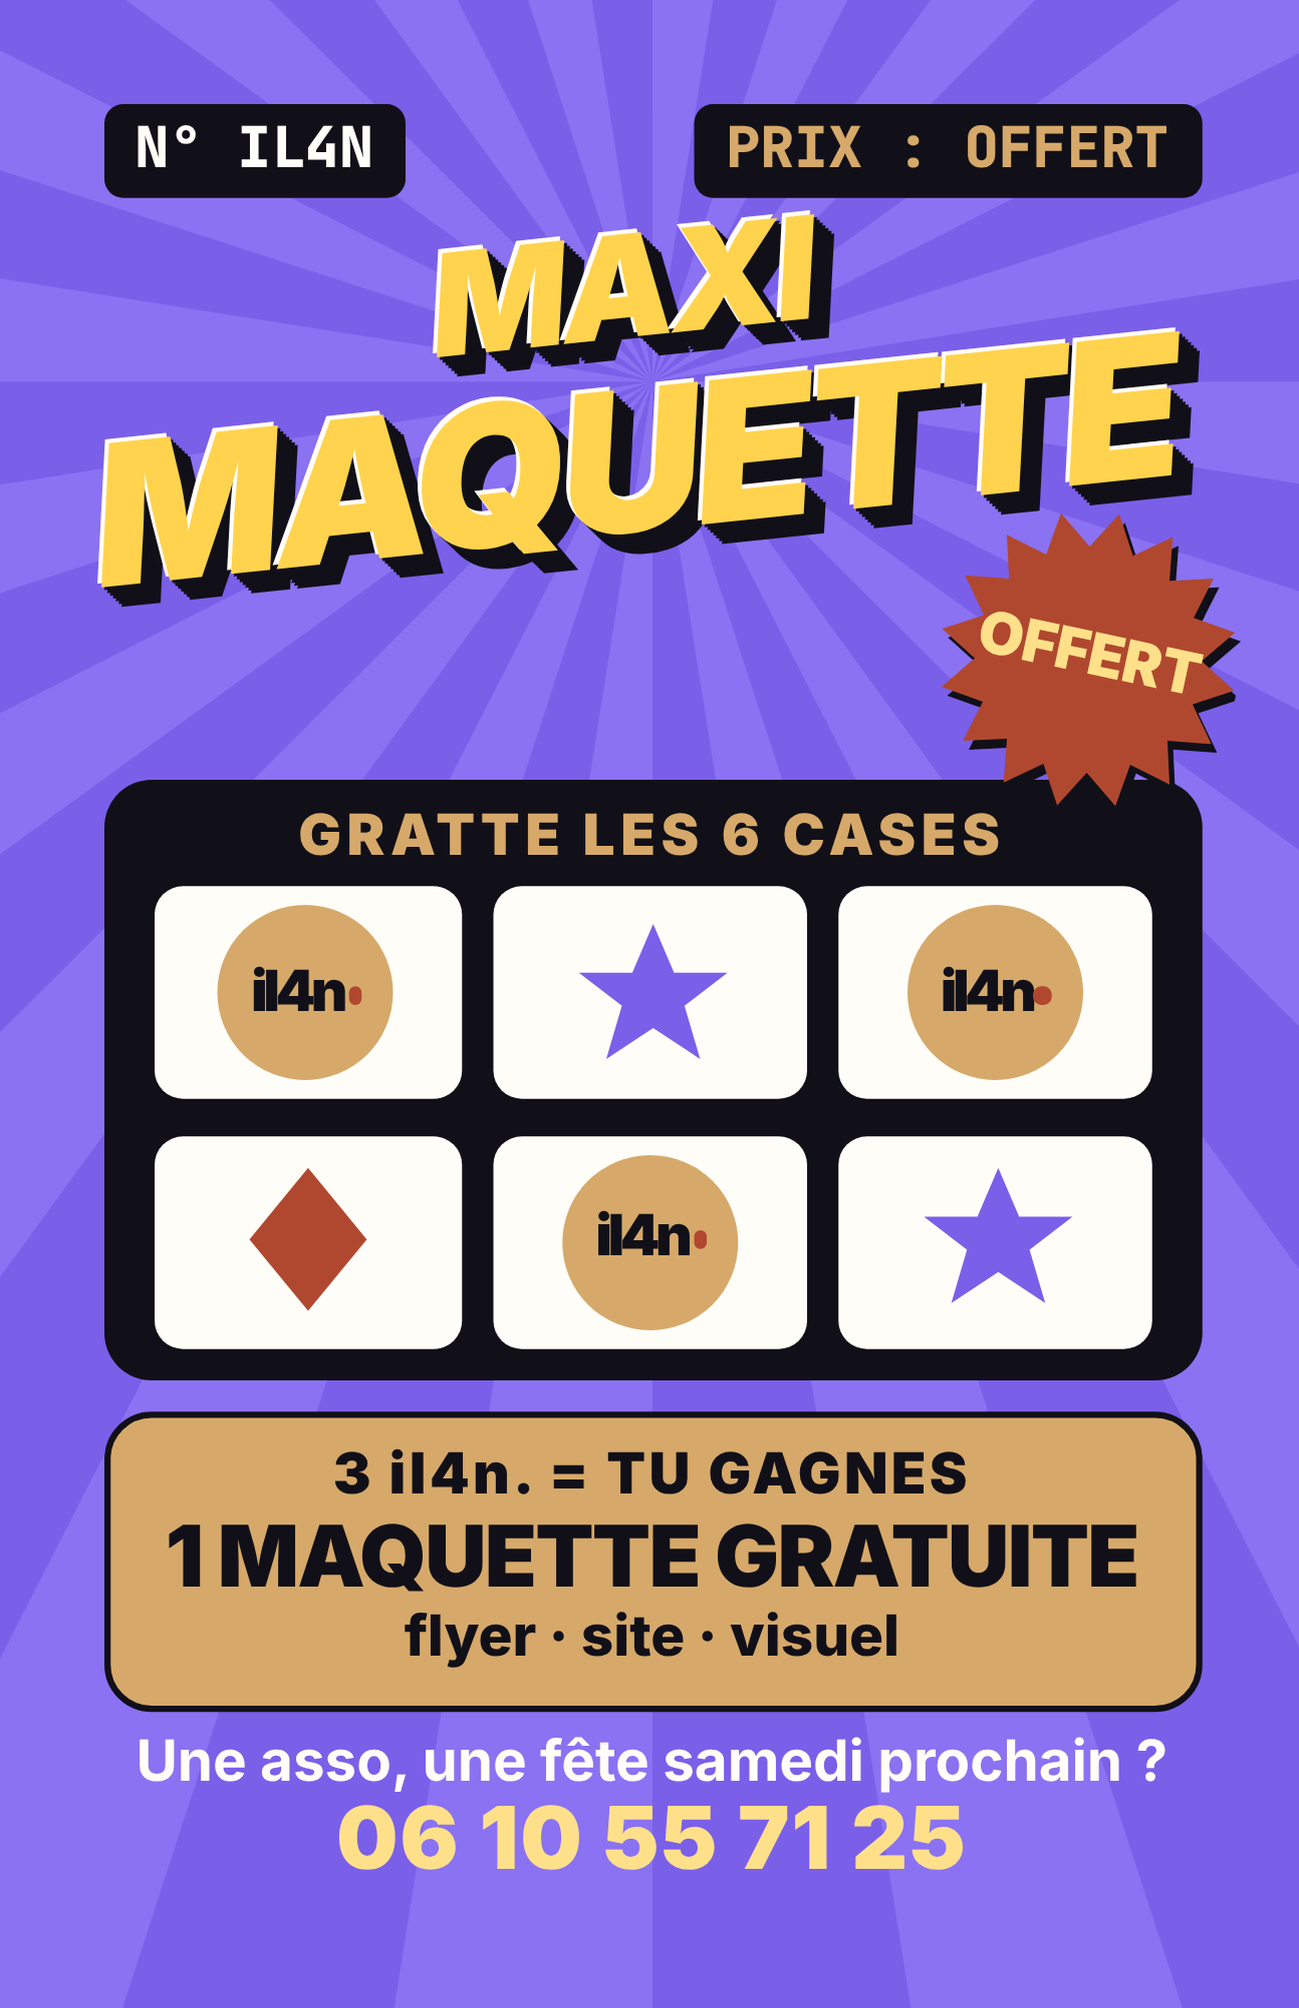 N° IL4N
PRIX : OFFERT
MAXI
MAQUETTE
OFFERT
GRATTE LES 6 CASES
il4n.
il4n.
il4n.
3 il4n. = TU GAGNES
1 MAQUETTE GRATUITE
flyer · site · visuel
Une asso, une fête samedi prochain ?
06 10 55 71 25